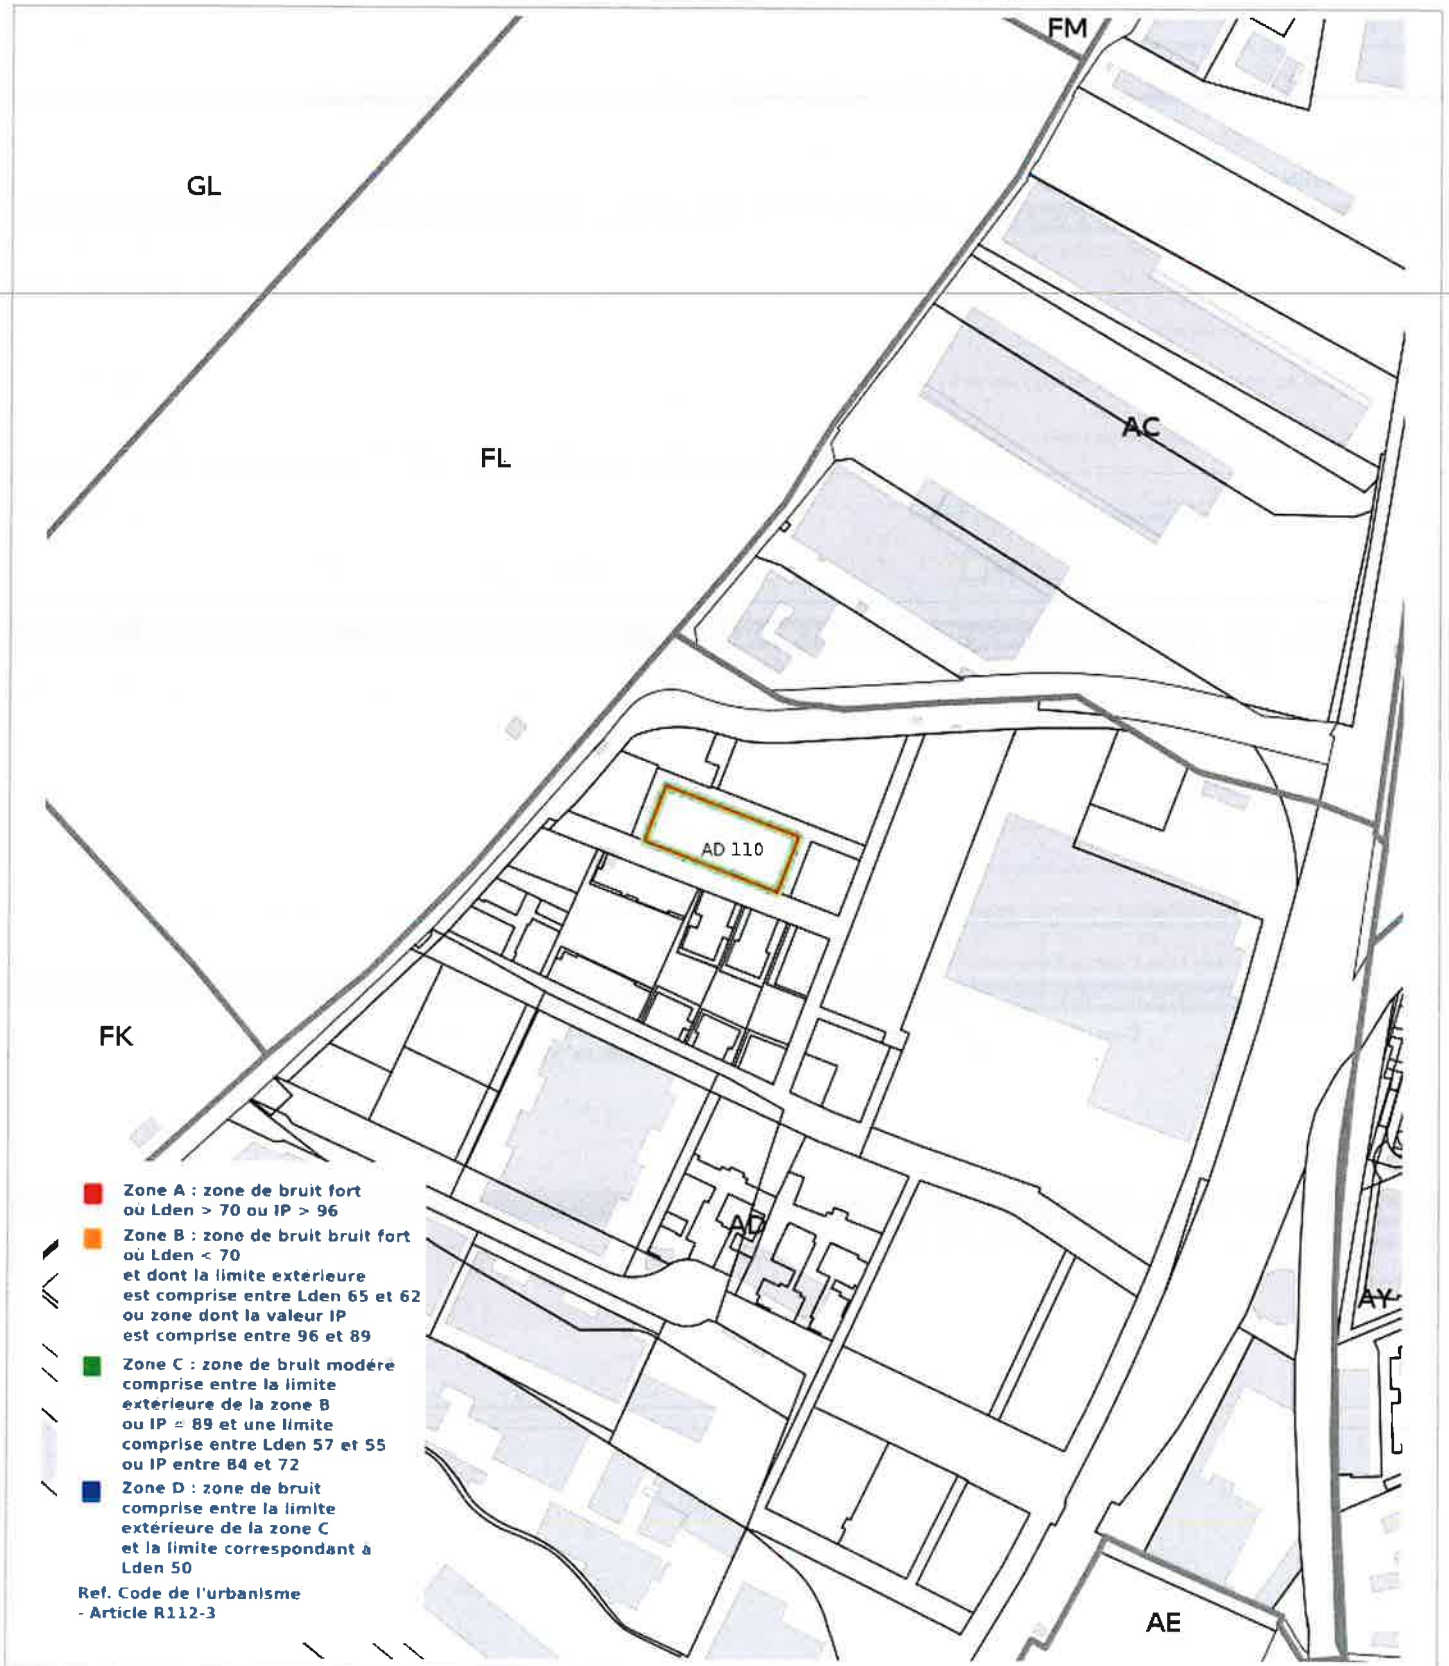 FM
GL
AC
FL
AD 110
FK
AD
AY
AE
Zone A : zone de bruit fort
où Lden > 70 ou IP > 96
Zone B : zone de bruit bruit fort
où Lden < 70
et dont la limite extérieure
est comprise entre Lden 65 et 62
ou zone dont la valeur IP
est comprise entre 96 et 89
Zone C : zone de bruit modéré
comprise entre la limite
extérieure de la zone B
ou IP = 89 et une limite
comprise entre Lden 57 et 55
ou IP entre 84 et 72
Zone D : zone de bruit
comprise entre la limite
extérieure de la zone C
et la limite correspondant à
Lden 50
Ref. Code de l'urbanisme
- Article R112-3